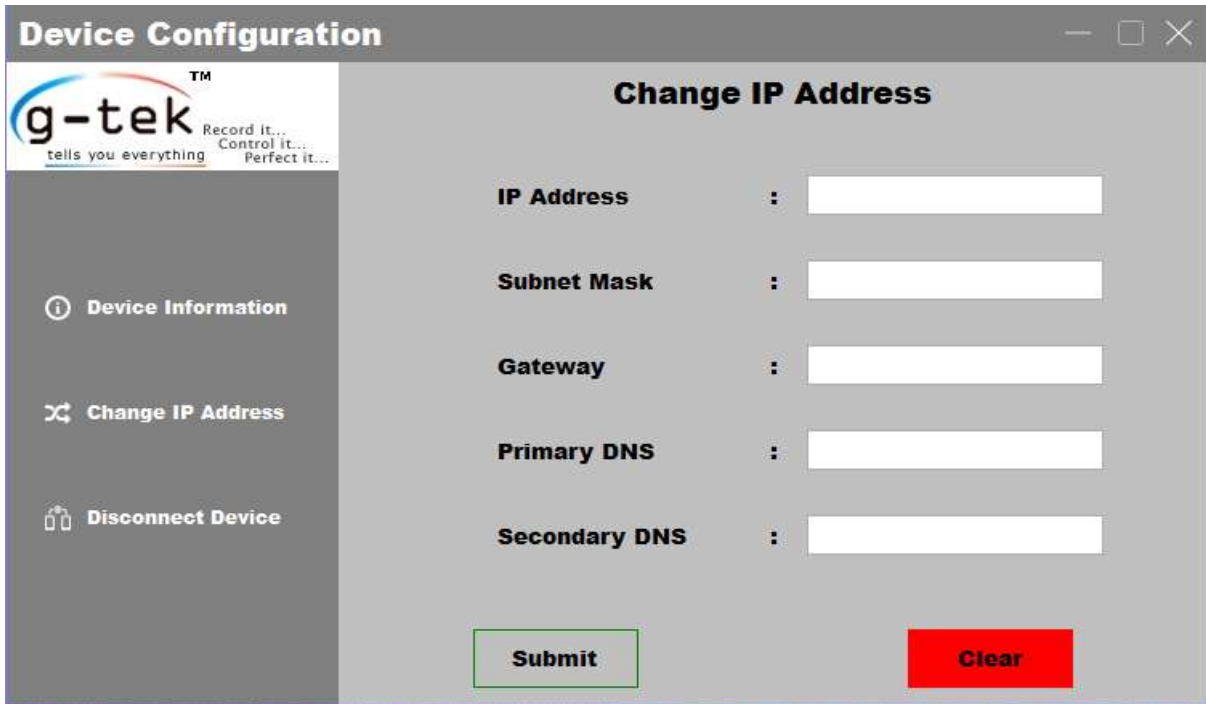 Device Configuration
TM
g-tek
Record it...
Control it...
Perfect it...
tells you everything
Device Information
Change IP Address
Disconnect Device
Change IP Address
IP Address :
Subnet Mask :
Gateway :
Primary DNS :
Secondary DNS :
Submit
Clear